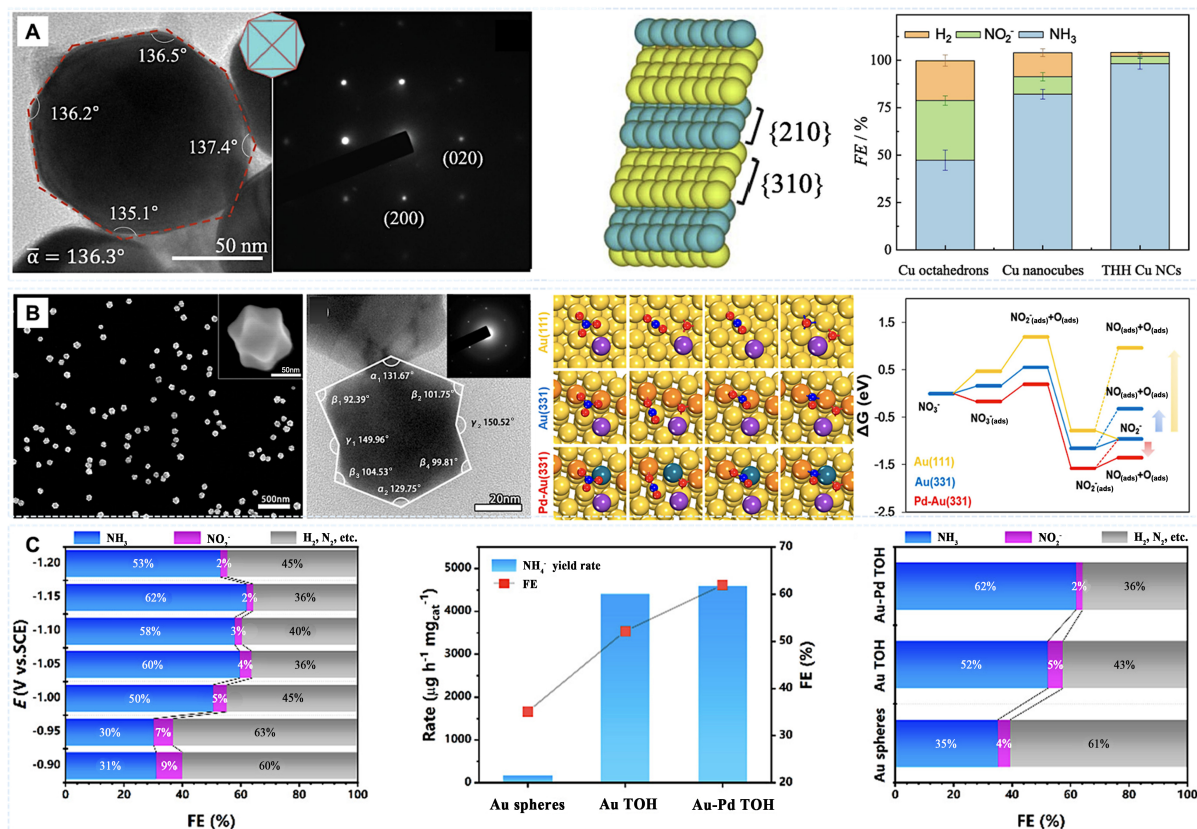 A
136.5°
136.2°
137.4°
135.1°
ᾱ = 136.3°
50 nm
(020)
(200)
{210}
{310}
H₂ NO₂⁻ NH₃
FE / %
100
75
50
25
0
Cu octahedrons Cu nanocubes THH Cu NCs
B
50nm
500nm
α₁ 131.67°
β₁ 92.39°
β₂ 101.75°
γ₂ 150.52°
γ₁ 149.96°
β₄ 99.81°
β₃ 104.53°
α₂ 129.75°
20nm
Au(111)
Au(331)
Pd-Au(331)
ΔG (eV)
1.5
0.5
-0.5
-1.5
-2.5
NO₃⁻
NO₃⁻(ads)
NO₂⁻(ads)+O(ads)
NO(ads)+O(ads)
NO(ads)+O(ads)
NO₂⁻
NO₂⁻(ads)
NO(ads)+O(ads)
Au(111)
Au(331)
Pd-Au(331)
C
NH₃ NO₂⁻ H₂, N₂, etc.
E(V vs.SCE)
-1.20 53% 2% 45%
-1.15 62% 2% 36%
-1.10 58% 3% 40%
-1.05 60% 4% 36%
-1.00 50% 5% 45%
-0.95 30% 7% 63%
-0.90 31% 9% 60%
0 20 40 60 80 100
FE (%)
NH₄⁻ yield rate
FE
Rate (μg h⁻¹ mgcat⁻¹)
5000
4000
3000
2000
1000
0
FE (%)
70
60
50
40
30
20
Au spheres Au TOH Au-Pd TOH
NH₃ NO₂⁻ H₂, N₂, etc.
Au-Pd TOH 62% 2% 36%
Au TOH 52% 5% 43%
Au spheres 35% 4% 61%
0 20 40 60 80 100
FE (%)